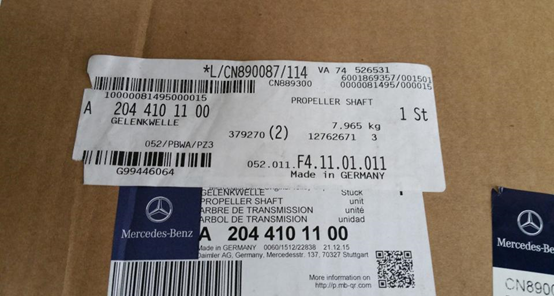 *L/CN890087/114 VA 74 526531
CN889300 6001869357/001501
0000081495/000015
10000081495000015
A 204 410 11 00 PROPELLER SHAFT 1 St
GELENKWELLE
379270 (2) 7,965 kg
12762671 3
052/PBWA/PZ3
052.011.F4.11.01.011
G99446064 Made in GERMANY
GELENKWELLE Stück
PROPELLER SHAFT unit
ARBRE DE TRANSMISSION unité
ARBOL DE TRANSMISION unidad
Mercedes-Benz
A 204 410 11 00
Made in GERMANY 0060/1512/22838 21.12.15
Daimler AG, Germany, Mercedesstr. 137, 70327 Stuttgart
More information on
http://p.mb-qr.com
Mercedes-Benz